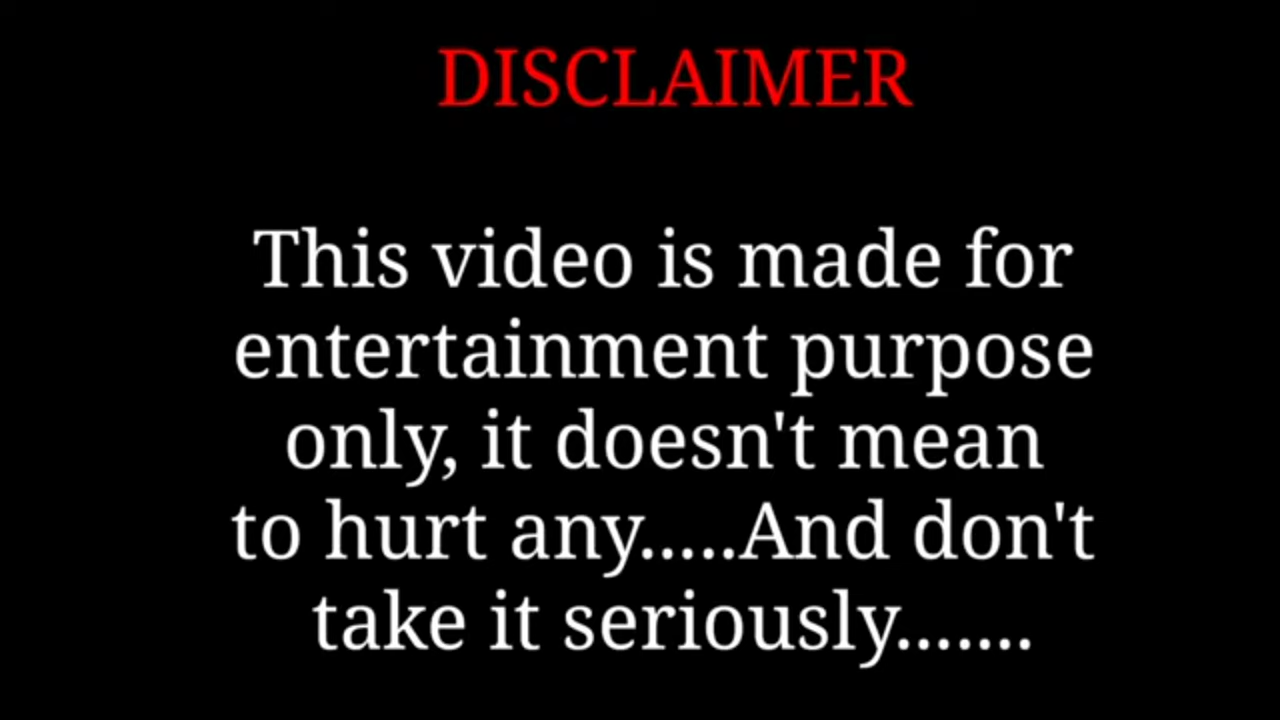 DISCLAIMER
This video is made for
entertainment purpose
only, it doesn't mean
to hurt any.....And don't
take it seriously.......